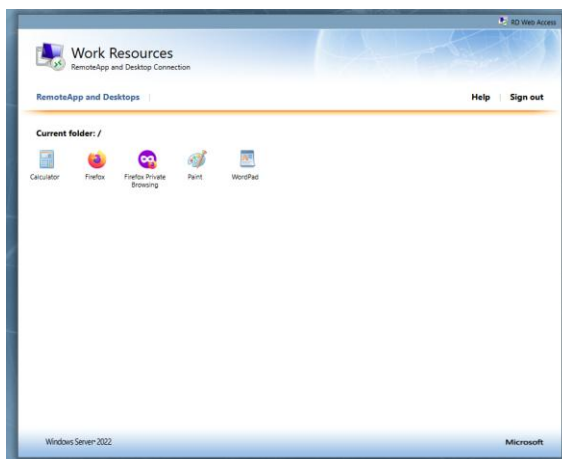 RD Web Access
Work Resources
RemoteApp and Desktop Connection
RemoteApp and Desktops
Help
Sign out
Current folder: /
Calculator
Firefox
Firefox Private
Browsing
Paint
WordPad
Windows Server 2022
Microsoft